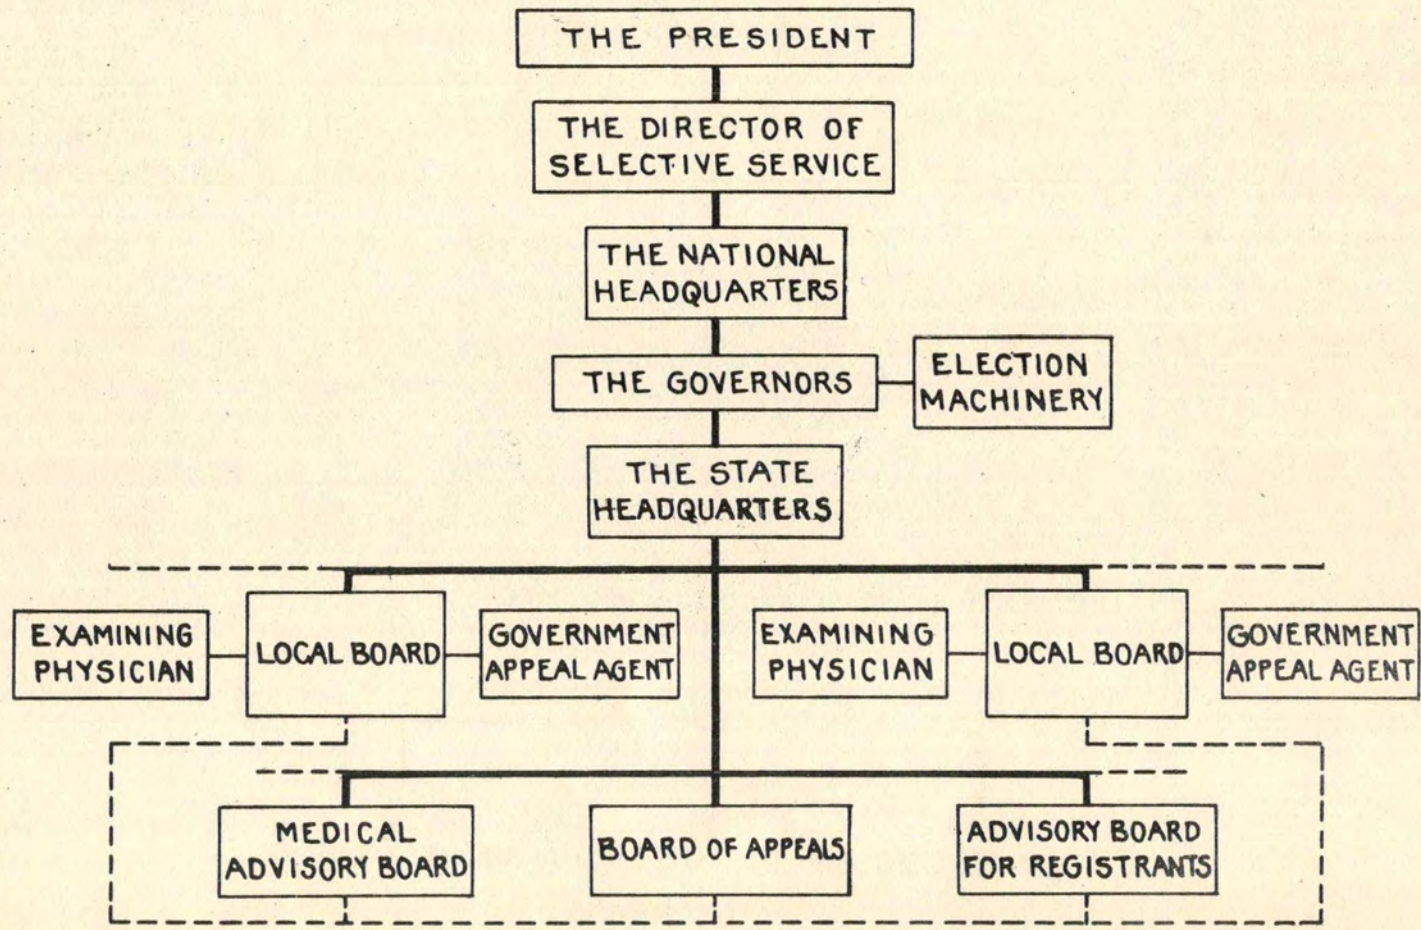 THE PRESIDENT
THE DIRECTOR OF
SELECTIVE SERVICE
THE NATIONAL
HEADQUARTERS
THE GOVERNORS
ELECTION
MACHINERY
THE STATE
HEADQUARTERS
EXAMINING
PHYSICIAN
LOCAL BOARD
GOVERNMENT
APPEAL AGENT
EXAMINING
PHYSICIAN
LOCAL BOARD
GOVERNMENT
APPEAL AGENT
MEDICAL
ADVISORY BOARD
BOARD OF APPEALS
ADVISORY BOARD
FOR REGISTRANTS